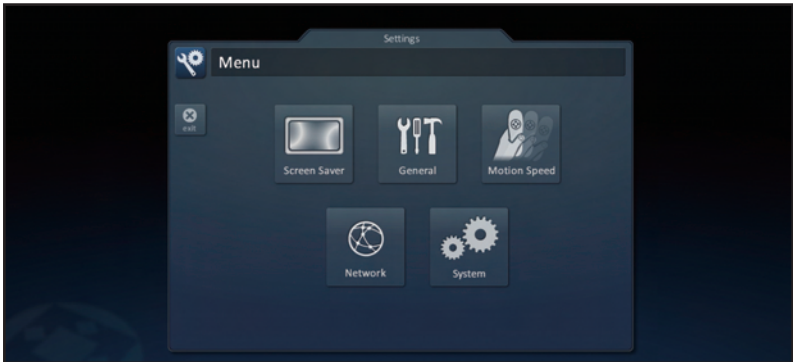 Settings
Menu
exit
Screen Saver
General
Motion Speed
Network
System